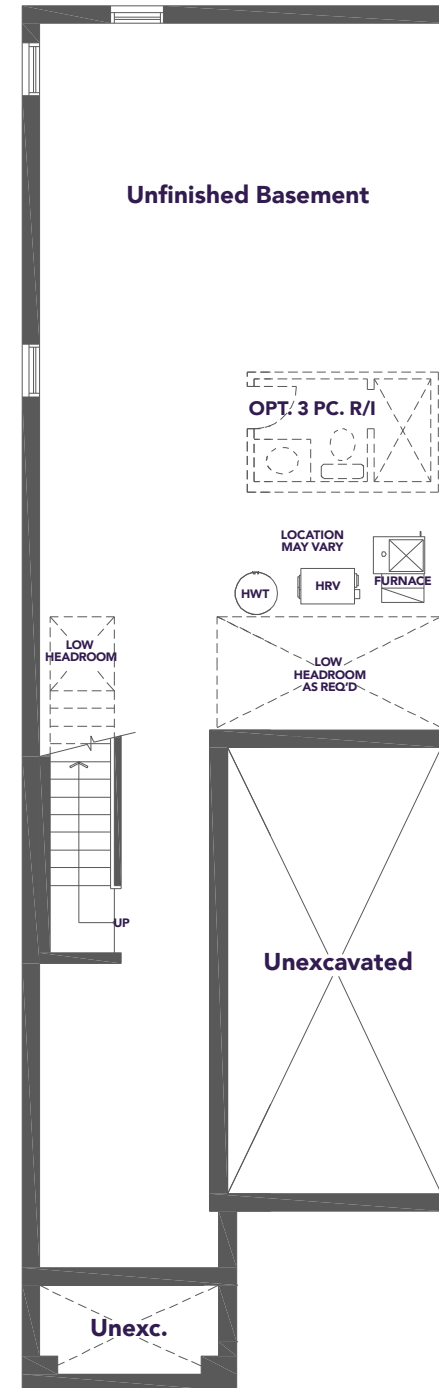 Unfinished Basement
OPT. 3 PC. R/I
LOCATION
MAY VARY
HWT
HRV
FURNACE
LOW
HEADROOM
LOW
HEADROOM
AS REQ'D
UP
Unexcavated
Unexc.